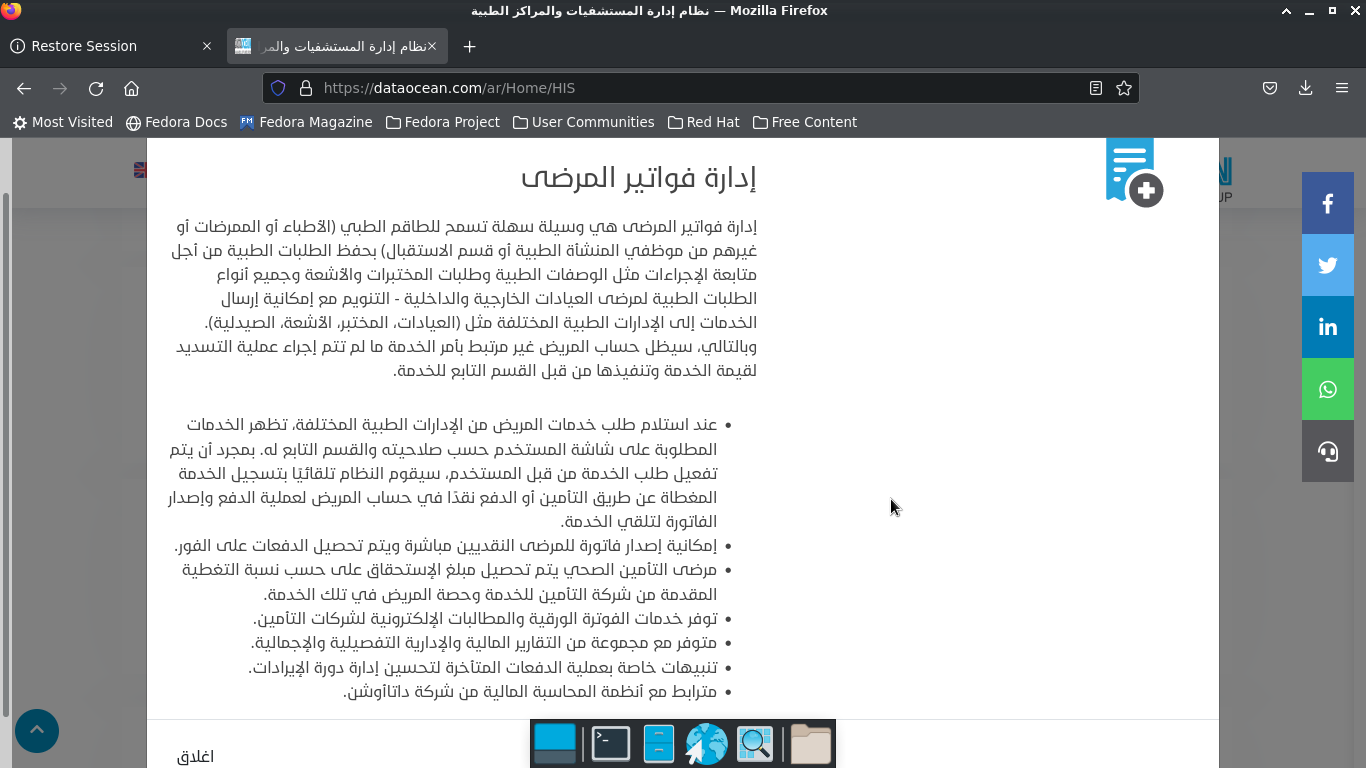 نظام إدارة المستشفيات والمراكز الطبية — Mozilla Firefox
Restore Session
نظام إدارة المستشفيات والمرا
https://dataocean.com/ar/Home/HIS
Most Visited
Fedora Docs
Fedora Magazine
Fedora Project
User Communities
Red Hat
Free Content
إدارة فواتير المرضى
إدارة فواتير المرضى هي وسيلة سهلة تسمح للطاقم الطبي (الأطباء أو الممرضات أو
غيرهم من موظفي المنشأة الطبية أو قسم الاستقبال) بحفظ الطلبات الطبية من أجل
متابعة الإجراءات مثل الوصفات الطبية وطلبات المختبرات والأشعة وجميع أنواع
الطلبات الطبية لمرضى العيادات الخارجية والداخلية - التنويم مع إمكانية إرسال
الخدمات إلى الإدارات الطبية المختلفة مثل (العيادات، المختبر، الأشعة، الصيدلية).
وبالتالي، سيظل حساب المريض غير مرتبط بأمر الخدمة ما لم تتم إجراء عملية التسديد
لقيمة الخدمة وتنفيذها من قبل القسم التابع للخدمة.
• عند استلام طلب خدمات المريض من الإدارات الطبية المختلفة، تظهر الخدمات
المطلوبة على شاشة المستخدم حسب صلاحيته والقسم التابع له. بمجرد أن يتم
تفعيل طلب الخدمة من قبل المستخدم، سيقوم النظام تلقائيًا بتسجيل الخدمة
المغطاة عن طريق التأمين أو الدفع نقدًا في حساب المريض لعملية الدفع وإصدار
الفاتورة لتلقي الخدمة.
• إمكانية إصدار فاتورة للمرضى النقديين مباشرة ويتم تحصيل الدفعات على الفور.
• مرضى التأمين الصحي يتم تحصيل مبلغ الإستحقاق على حسب نسبة التغطية
المقدمة من شركة التأمين للخدمة وحصة المريض في تلك الخدمة.
• توفر خدمات الفوترة الورقية والمطالبات الإلكترونية لشركات التأمين.
• متوفر مع مجموعة من التقارير المالية والإدارية التفصيلية والإجمالية.
• تنبيهات خاصة بعملية الدفعات المتأخرة لتحسين إدارة دورة الإيرادات.
• مترابط مع أنظمة المحاسبة المالية من شركة داتاأوشن.
اغلاق